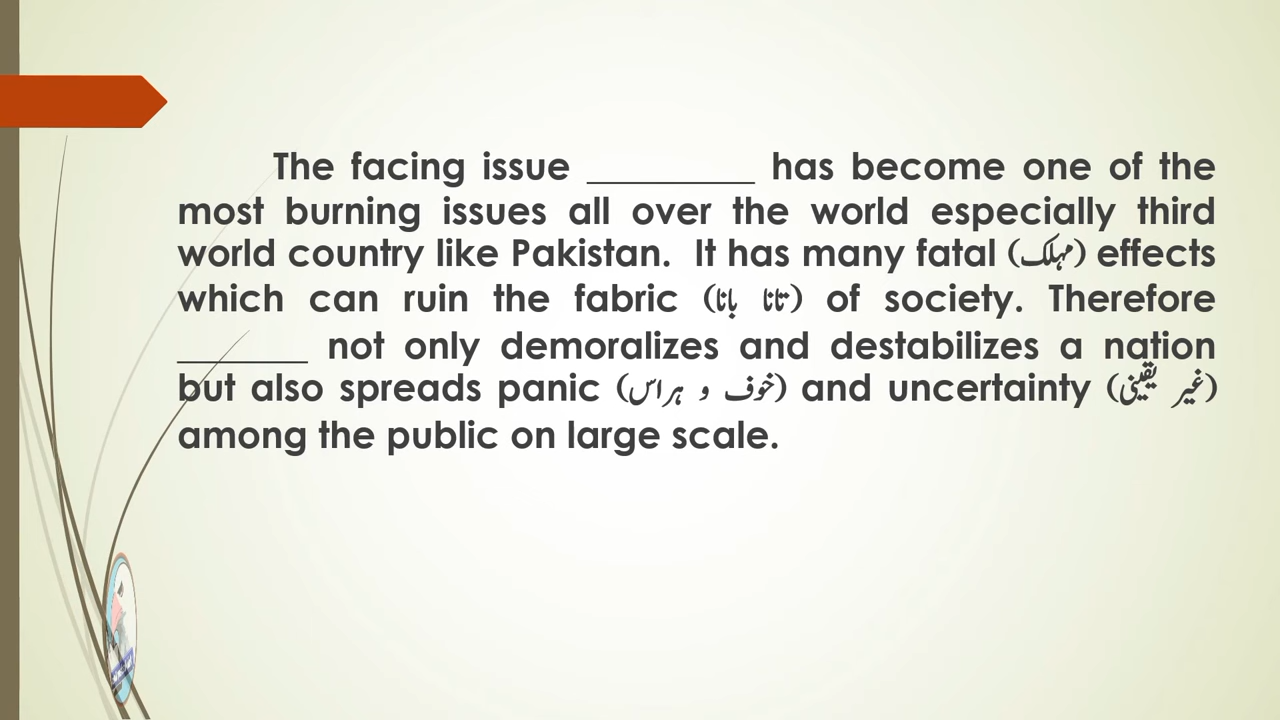 The facing issue _________ has become one of the
most burning issues all over the world especially third
world country like Pakistan. It has many fatal (مہلک) effects
which can ruin the fabric (تانا بانا) of society. Therefore
_______ not only demoralizes and destabilizes a nation
but also spreads panic (خوف و ہراس) and uncertainty (غیر یقینی)
among the public on large scale.